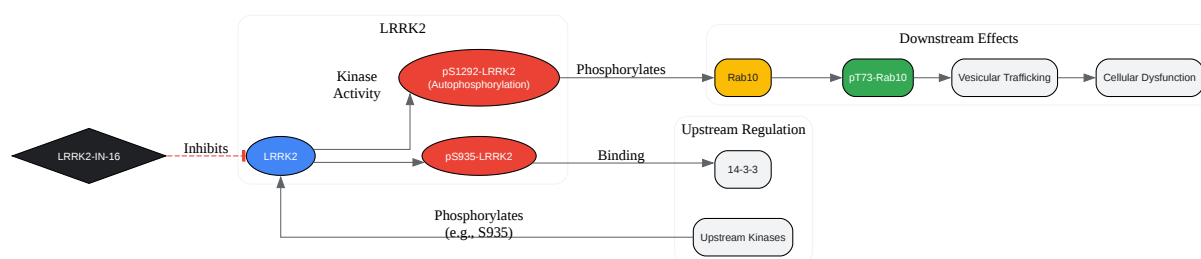 LRRK2
Downstream Effects
Kinase
Activity
pS1292-LRRK2
(Autophosphorylation)
Phosphorylates
Rab10
pT73-Rab10
Vesicular Trafficking
Cellular Dysfunction
Upstream Regulation
LRRK2-IN-16
Inhibits
LRRK2
pS935-LRRK2
Binding
14-3-3
Phosphorylates
(e.g., S935)
Upstream Kinases